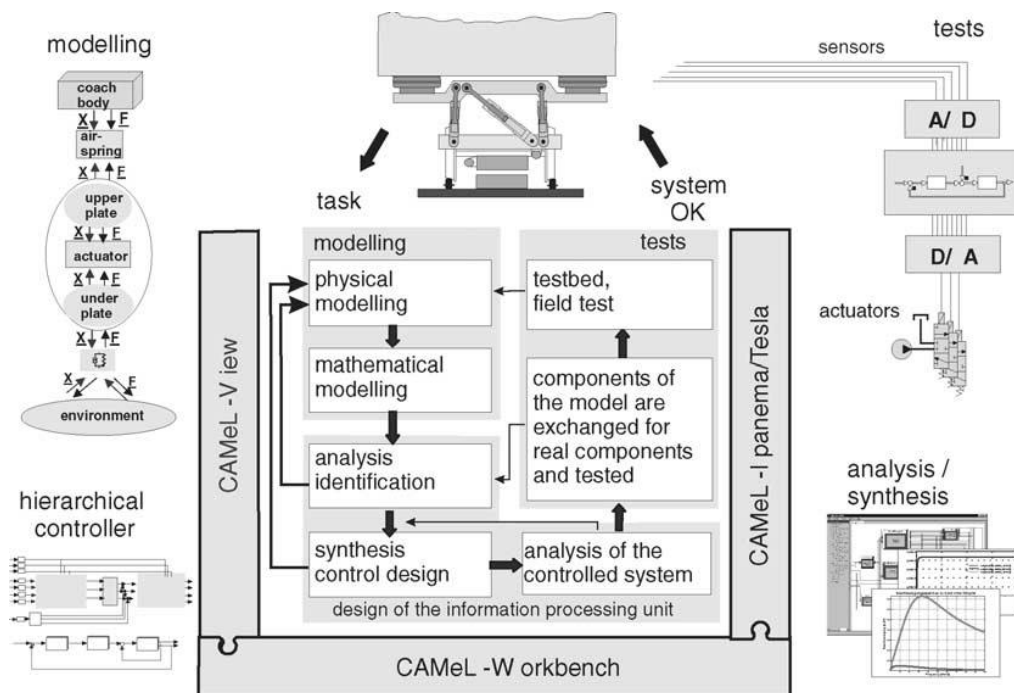 modelling
coach
body
X F
air-
spring
X F
upper
plate
X F
actuator
X F
under
plate
X F
X F
environment
hierarchical
controller
task
system
OK
sensors
tests
A/ D
D/ A
actuators
analysis /
synthesis
CAMeL -V iew
modelling
physical
modelling
mathematical
modelling
analysis
identification
synthesis
control design
tests
testbed,
field test
components of
the model are
exchanged for
real components
and tested
analysis of the
controlled system
design of the information processing unit
CAMeL -I panema/Tesla
CAMeL -W orkbench